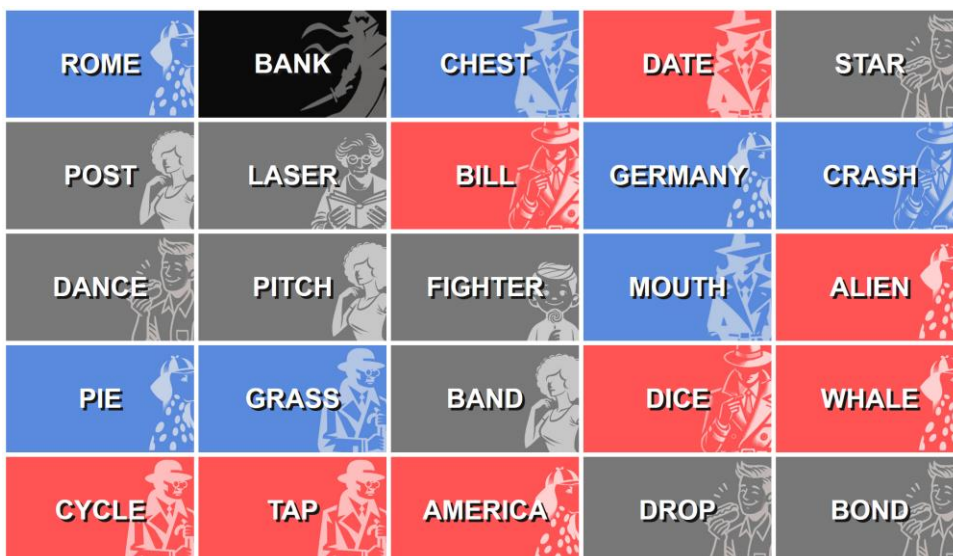 ROME BANK CHEST DATE STAR
POST LASER BILL GERMANY CRASH
DANCE PITCH FIGHTER MOUTH ALIEN
PIE GRASS BAND DICE WHALE
CYCLE TAP AMERICA DROP BOND